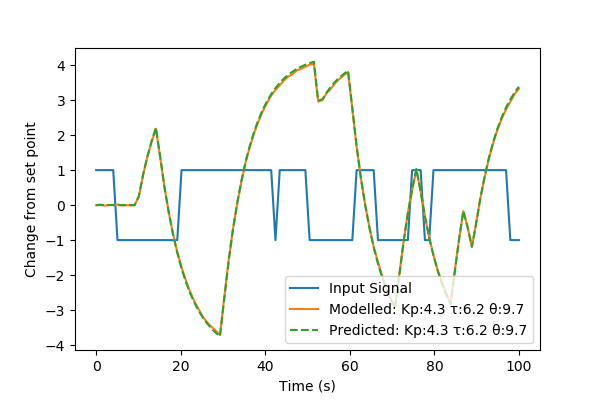 4
3
2
1
0
−1
−2
−3
−4
Change from set point
Input Signal
Modelled: Kp:4.3 τ:6.2 θ:9.7
Predicted: Kp:4.3 τ:6.2 θ:9.7
0 20 40 60 80 100
Time (s)